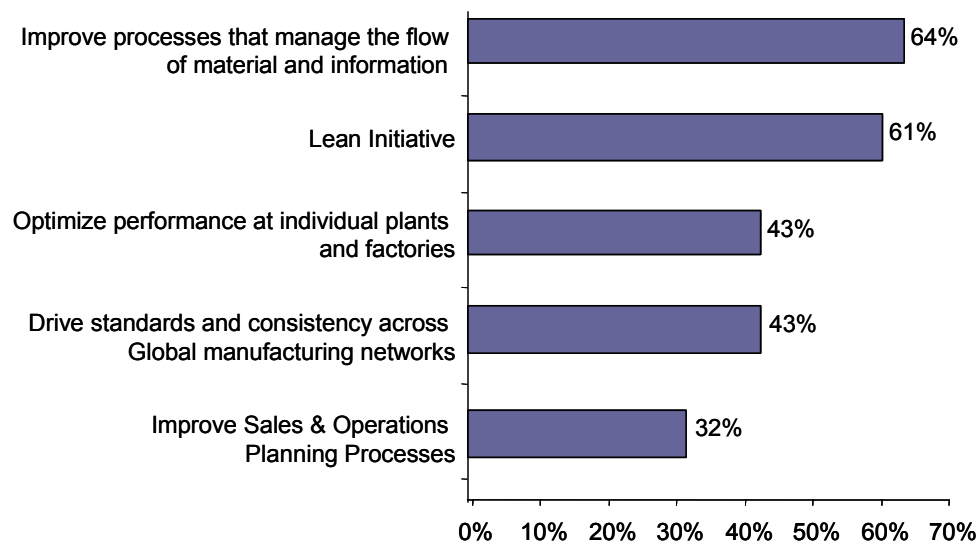 Improve processes that manage the flow
of material and information
64%
Lean Initiative
61%
Optimize performance at individual plants
and factories
43%
Drive standards and consistency across
Global manufacturing networks
43%
Improve Sales & Operations
Planning Processes
32%
0% 10% 20% 30% 40% 50% 60% 70%